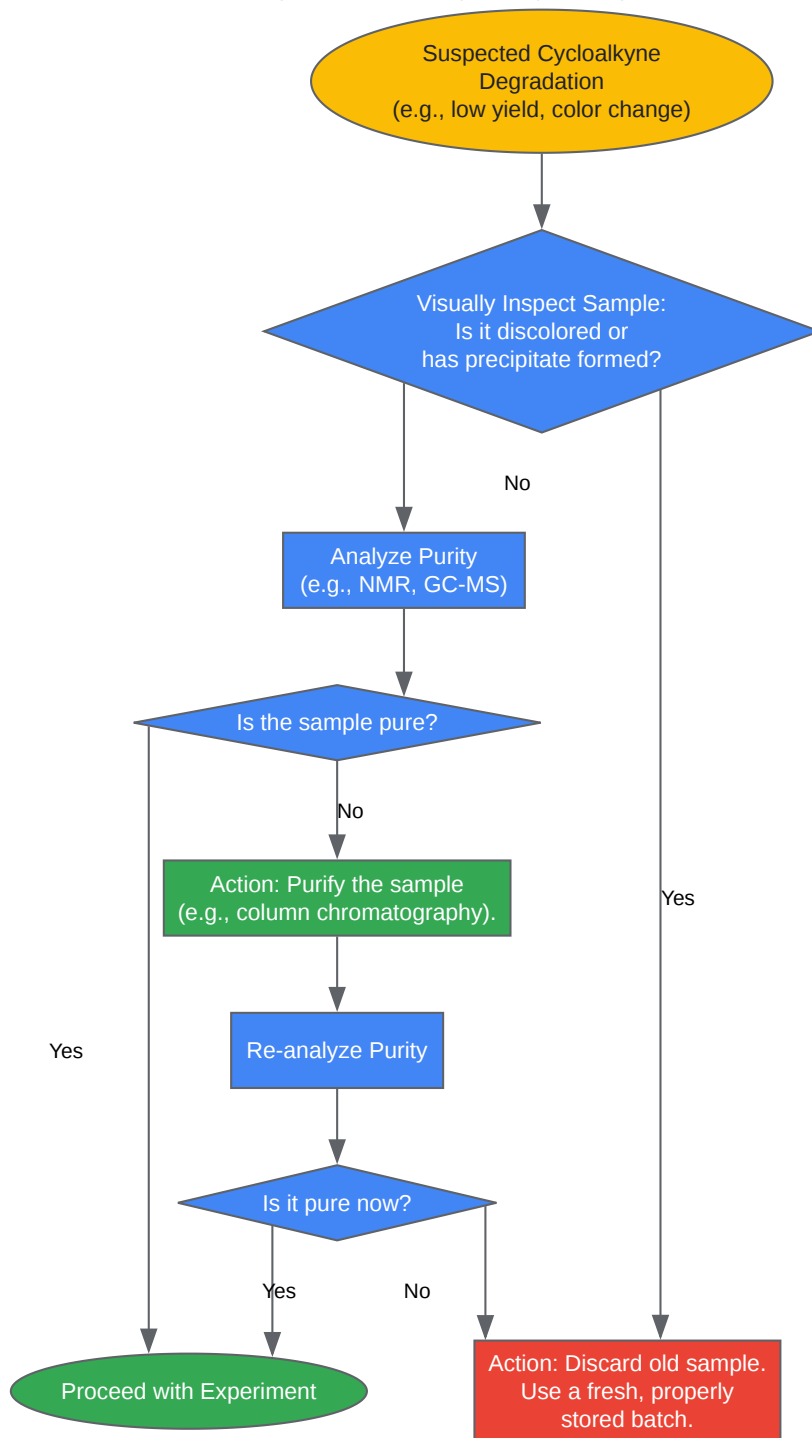 Suspected Cycloalkyne
Degradation
(e.g., low yield, color change)
Visually Inspect Sample:
Is it discolored or
has precipitate formed?
No
Analyze Purity
(e.g., NMR, GC-MS)
Is the sample pure?
No
Action: Purify the sample
(e.g., column chromatography).
Yes
Yes
Re-analyze Purity
Is it pure now?
Yes
No
Proceed with Experiment
Action: Discard old sample.
Use a fresh, properly
stored batch.